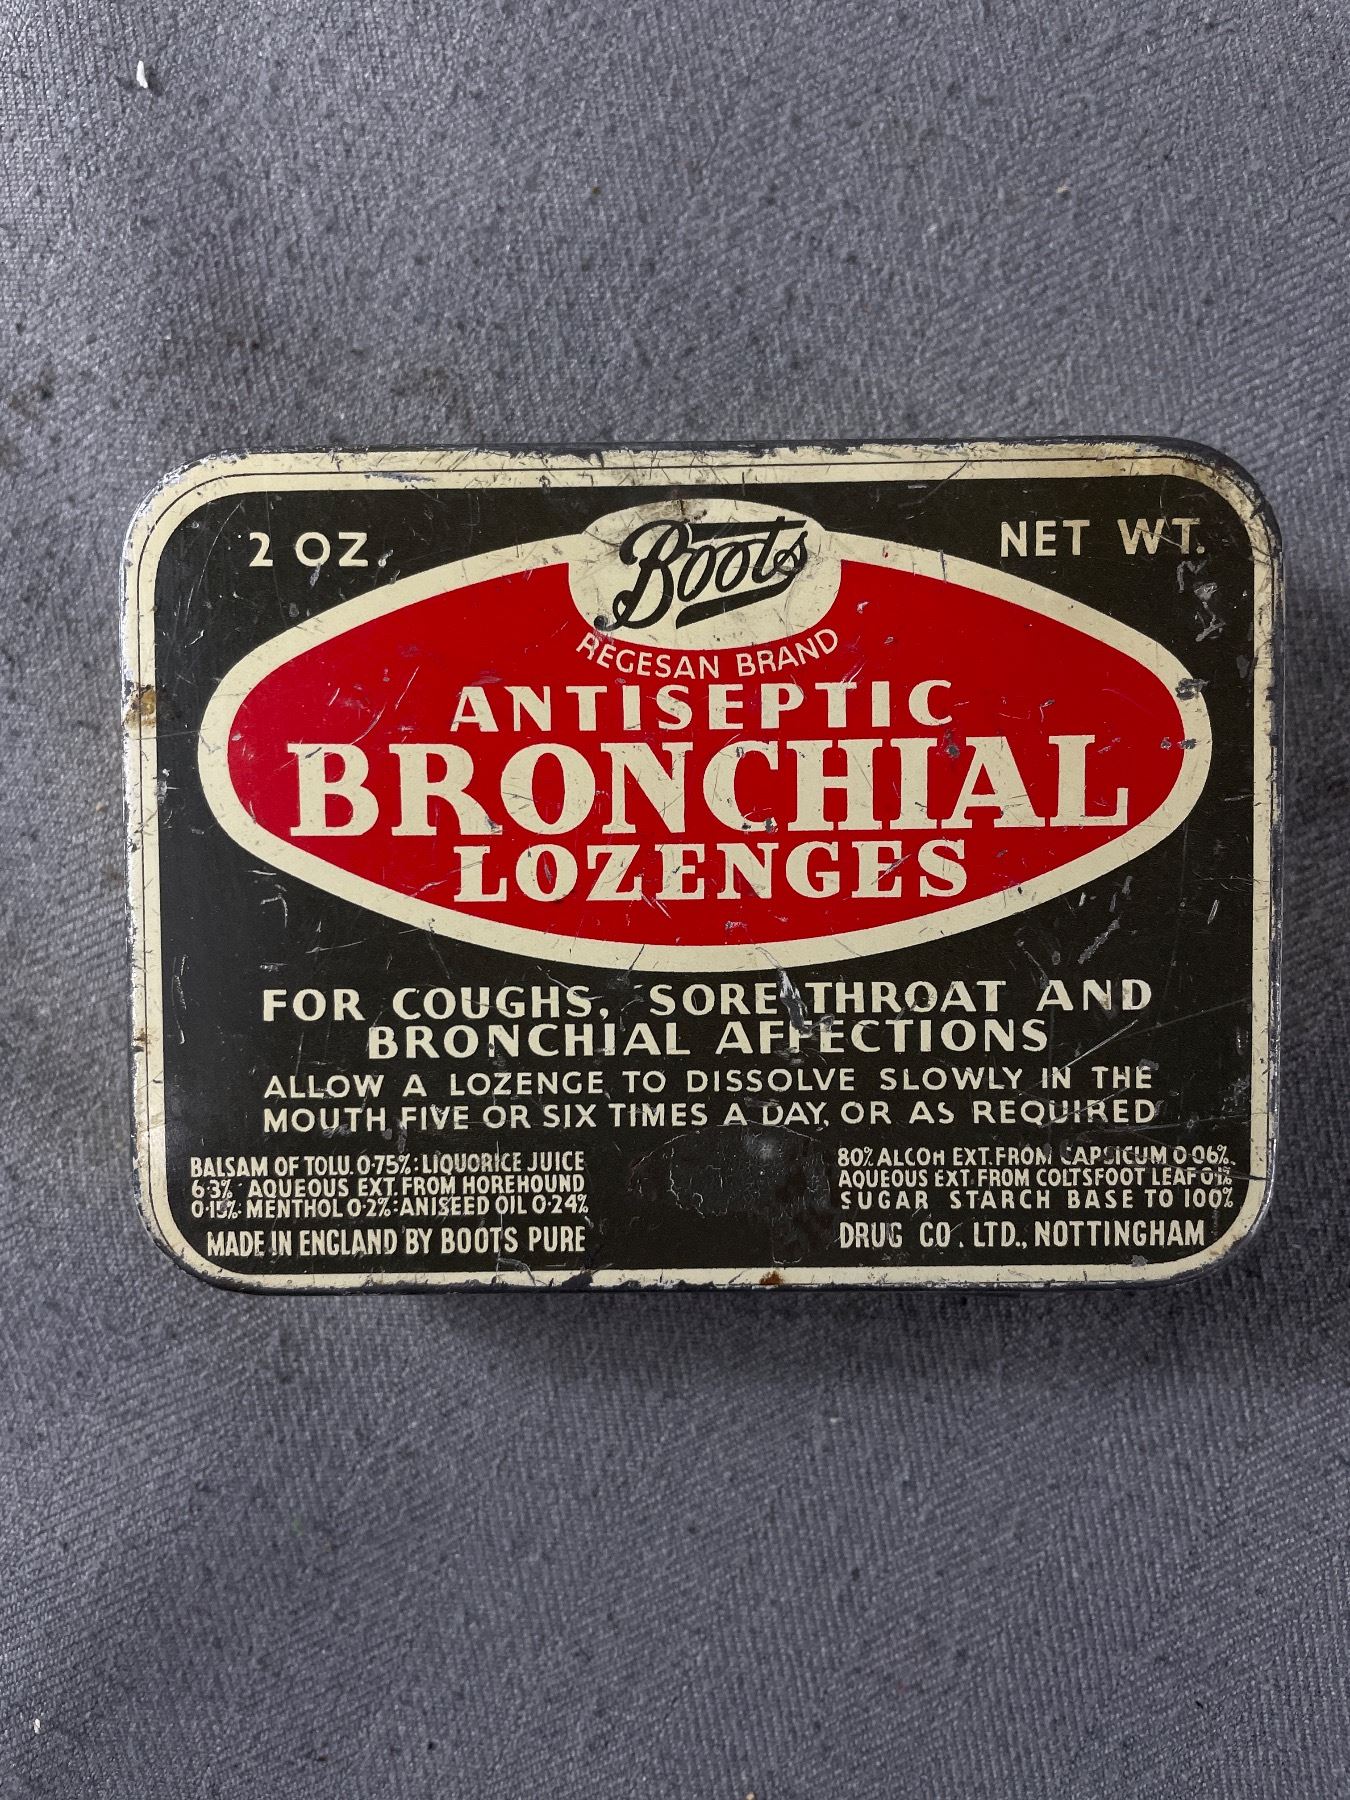 2 OZ.
NET WT.
Boots
REGESAN BRAND
ANTISEPTIC
BRONCHIAL
LOZENGES
FOR COUGHS, SORE THROAT AND
BRONCHIAL AFFECTIONS
ALLOW A LOZENGE TO DISSOLVE SLOWLY IN THE
MOUTH FIVE OR SIX TIMES A DAY, OR AS REQUIRED
BALSAM OF TOLU. 0·75%: LIQUORICE JUICE
6·3% AQUEOUS EXT. FROM HOREHOUND
0·15%: MENTHOL 0·2%: ANISEED OIL 0·24%
MADE IN ENGLAND BY BOOTS PURE
80% ALCOH EXT. FROM CAPSICUM 0·06%.
AQUEOUS EXT FROM COLTSFOOT LEAF 0·1%
SUGAR STARCH BASE TO 100%
DRUG CO. LTD., NOTTINGHAM